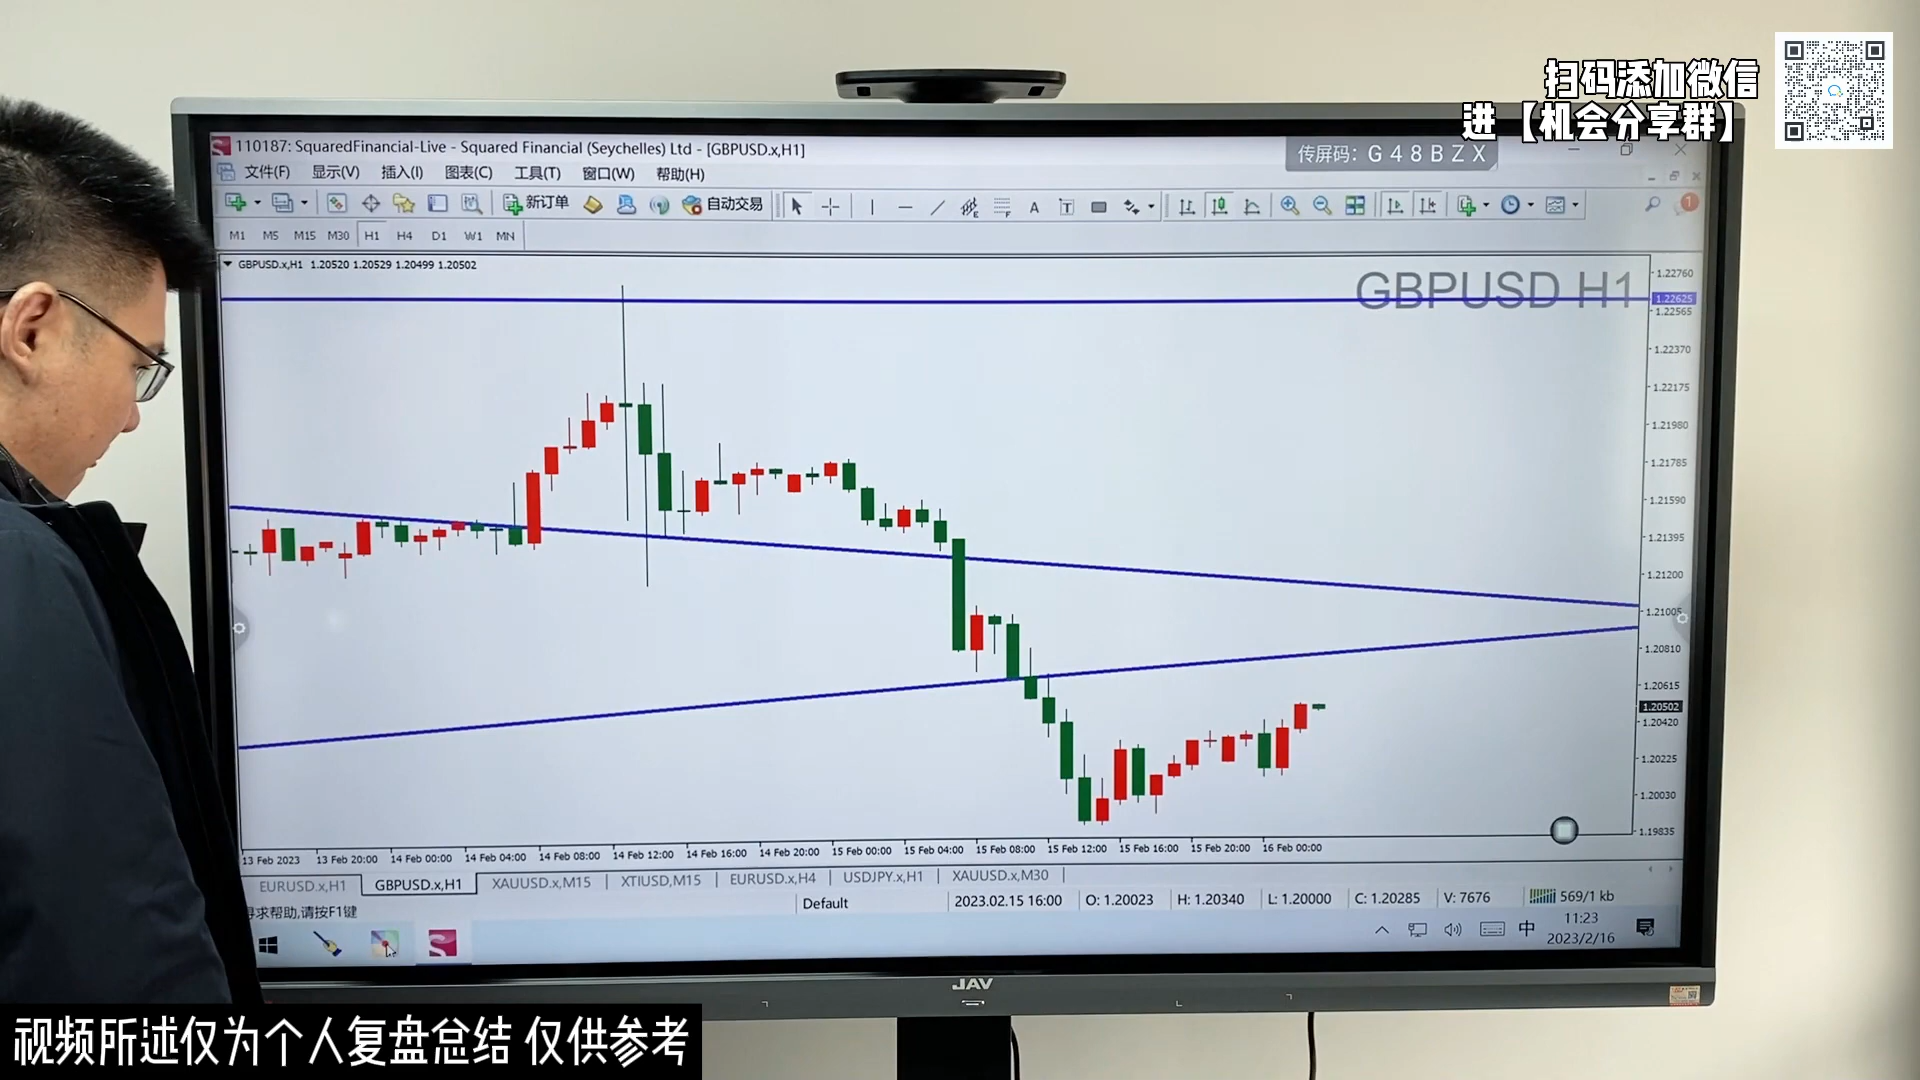 扫码添加微信
进【机会分享群】
110187: SquaredFinancial-Live - Squared Financial (Seychelles) Ltd - [GBPUSD.x,H1]
传屏码: G48BZX
文件(F) 显示(V) 插入(I) 图表(C) 工具(T) 窗口(W) 帮助(H)
新订单 自动交易
M1 M5 M15 M30 H1 H4 D1 W1 MN
GBPUSD.x,H1 1.20520 1.20529 1.20499 1.20502
GBPUSD H1
1.22760
1.22625
1.22565
1.22370
1.22175
1.21980
1.21785
1.21590
1.21395
1.21200
1.21005
1.20810
1.20615
1.20502
1.20420
1.20225
1.20030
1.19835
13 Feb 2023 13 Feb 20:00 14 Feb 00:00 14 Feb 04:00 14 Feb 08:00 14 Feb 12:00 14 Feb 16:00 14 Feb 20:00 15 Feb 00:00 15 Feb 04:00 15 Feb 08:00 15 Feb 12:00 15 Feb 16:00 15 Feb 20:00 16 Feb 00:00
EURUSD.x,H1 GBPUSD.x,H1 XAUUSD.x,M15 XTIUSD,M15 EURUSD.x,H4 USDJPY.x,H1 XAUUSD.x,M30
寻求帮助,请按F1键 Default 2023.02.15 16:00 O: 1.20023 H: 1.20340 L: 1.20000 C: 1.20285 V: 7676 569/1 kb
中 11:23
2023/2/16
JAV
视频所述仅为个人复盘总结 仅供参考